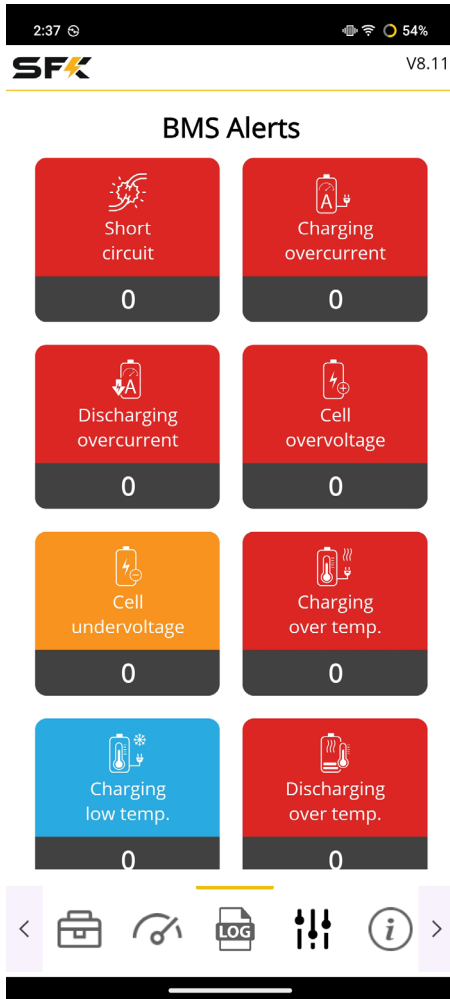 2:37 54%
SFK V8.11
BMS Alerts
Short
circuit
0
A
Charging
overcurrent
0
A
Discharging
overcurrent
0
Cell
overvoltage
0
Cell
undervoltage
0
Charging
over temp.
0
Charging
low temp.
0
Discharging
over temp.
0
< LOG i >